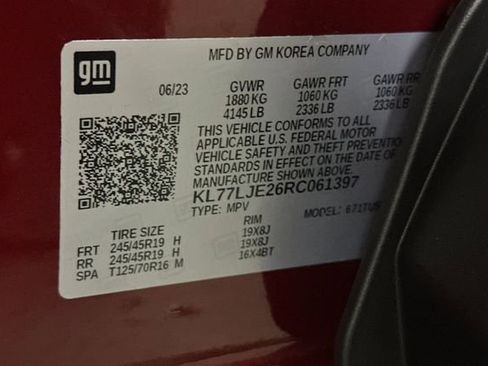 gm
MFD BY GM KOREA COMPANY
06/23 GVWR GAWR FRT GAWR RR
1880 KG 1060 KG 1060 KG
4145 LB 2336 LB 2336 LB
THIS VEHICLE CONFORMS TO ALL
APPLICABLE U.S. FEDERAL MOTOR
VEHICLE SAFETY AND THEFT PREVENTION
STANDARDS IN EFFECT ON THE DATE OF
MANUFACTURE SHOWN ABOVE.
KL77LJE26RC061397
TYPE: MPV MODEL: 671TU5
TIRE SIZE RIM
FRT 245/45R19 H 19X8J
RR 245/45R19 H 19X8J
SPA T125/70R16 M 16X4BT